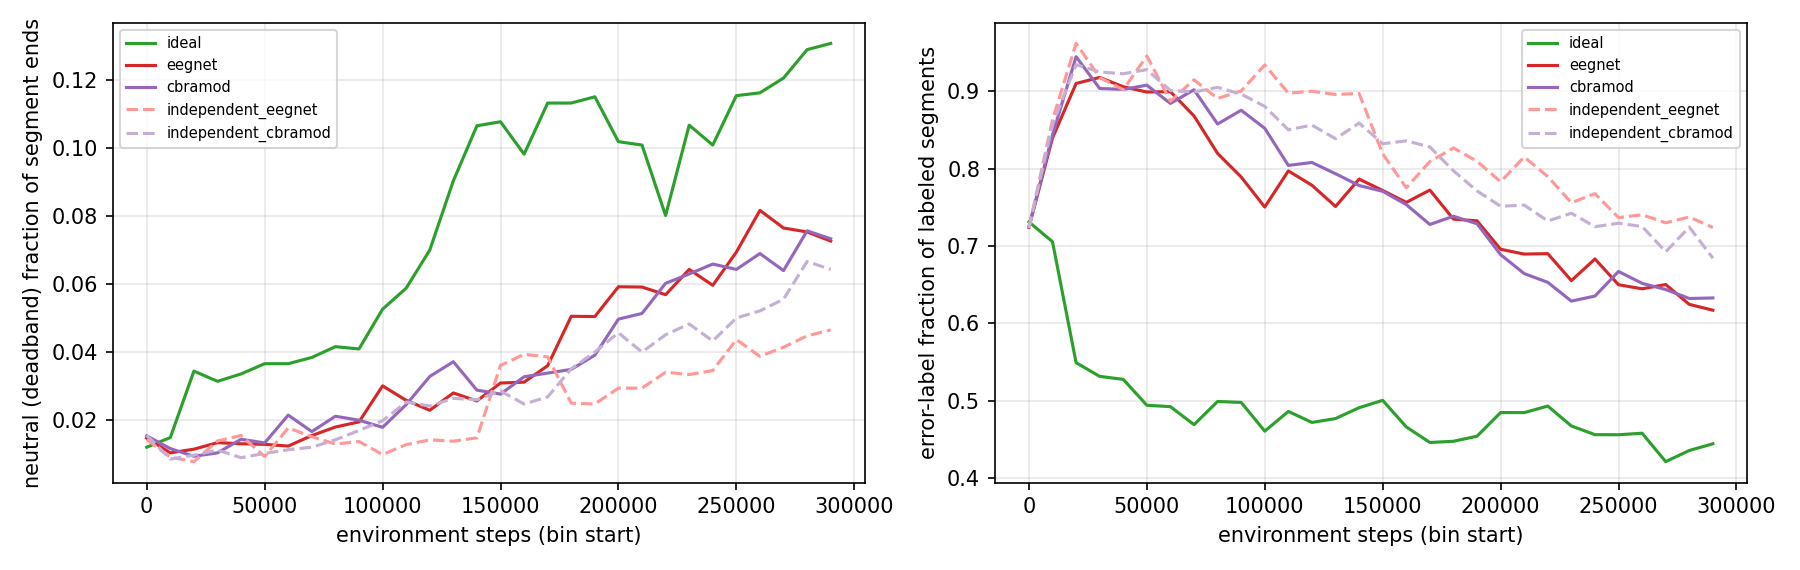 neutral (deadband) fraction of segment ends
0.12
0.10
0.08
0.06
0.04
0.02
0
50000
100000
150000
200000
250000
300000
environment steps (bin start)
ideal
eegnet
cbramod
independent_eegnet
independent_cbramod
error-label fraction of labeled segments
0.9
0.8
0.7
0.6
0.5
0.4
0
50000
100000
150000
200000
250000
300000
environment steps (bin start)
ideal
eegnet
cbramod
independent_eegnet
independent_cbramod